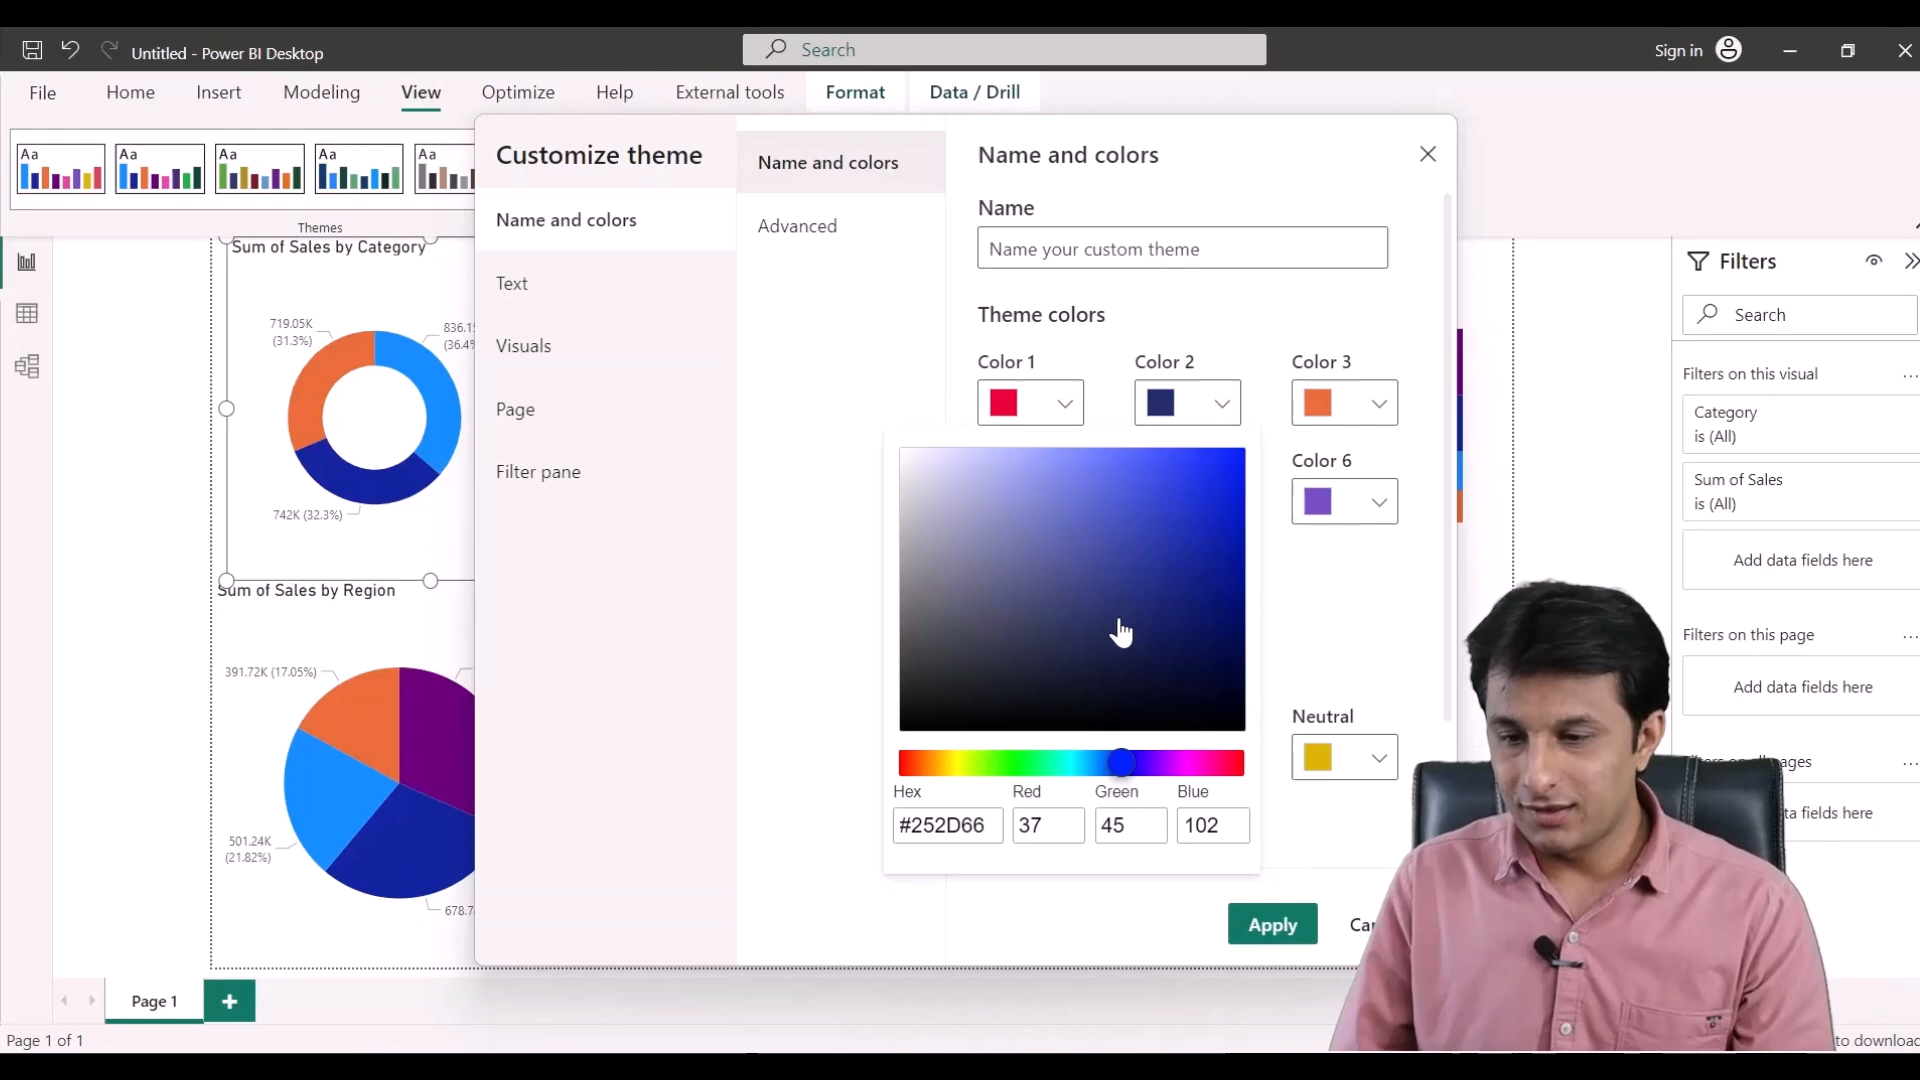 Untitled - Power BI Desktop
Search
Sign in
File
Home
Insert
Modeling
View
Optimize
Help
External tools
Format
Data / Drill
Aa
Aa
Aa
Aa
Aa
Themes
Customize theme
Name and colors
Text
Visuals
Page
Filter pane
Name and colors
Advanced
Name and colors
Name
Name your custom theme
Theme colors
Color 1
Color 2
Color 3
Color 6
Neutral
Hex
Red
Green
Blue
#252D66
37
45
102
Apply
Sum of Sales by Category
719.05K
(31.3%)
742K (32.3%)
Sum of Sales by Region
391.72K (17.05%)
501.24K
(21.82%)
Filters
Search
Filters on this visual
Category
is (All)
Sum of Sales
is (All)
Add data fields here
Filters on this page
Add data fields here
Page 1
Page 1 of 1
to download